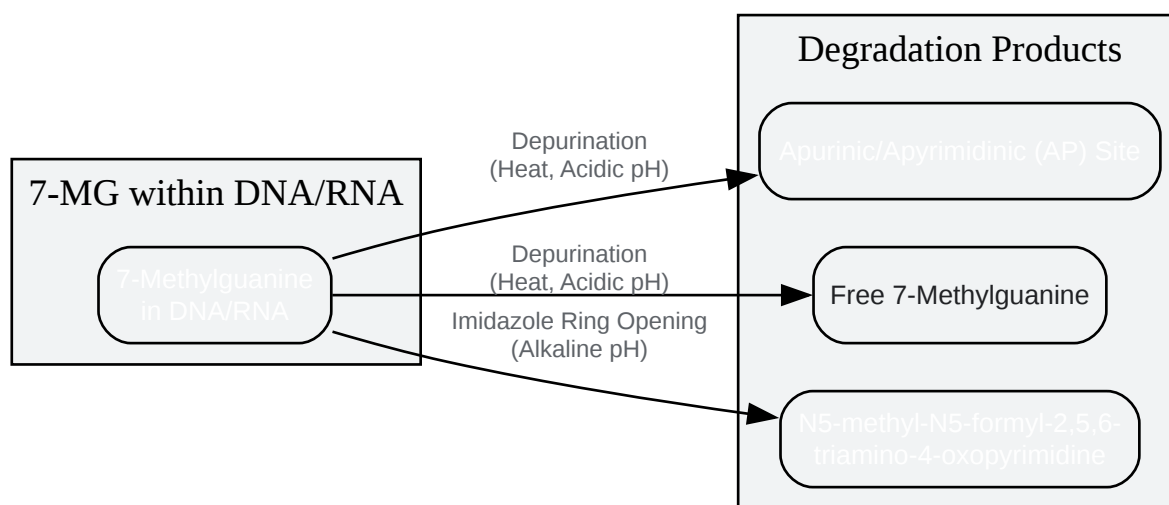 7-MG within DNA/RNA
7-Methylguanine
in DNA/RNA
Depurination
(Heat, Acidic pH)
Depurination
(Heat, Acidic pH)
Imidazole Ring Opening
(Alkaline pH)
Degradation Products
Apurinic/Apyrimidinic (AP) Site
Free 7-Methylguanine
N5-methyl-N5-formyl-2,5,6-
triamino-4-oxopyrimidine